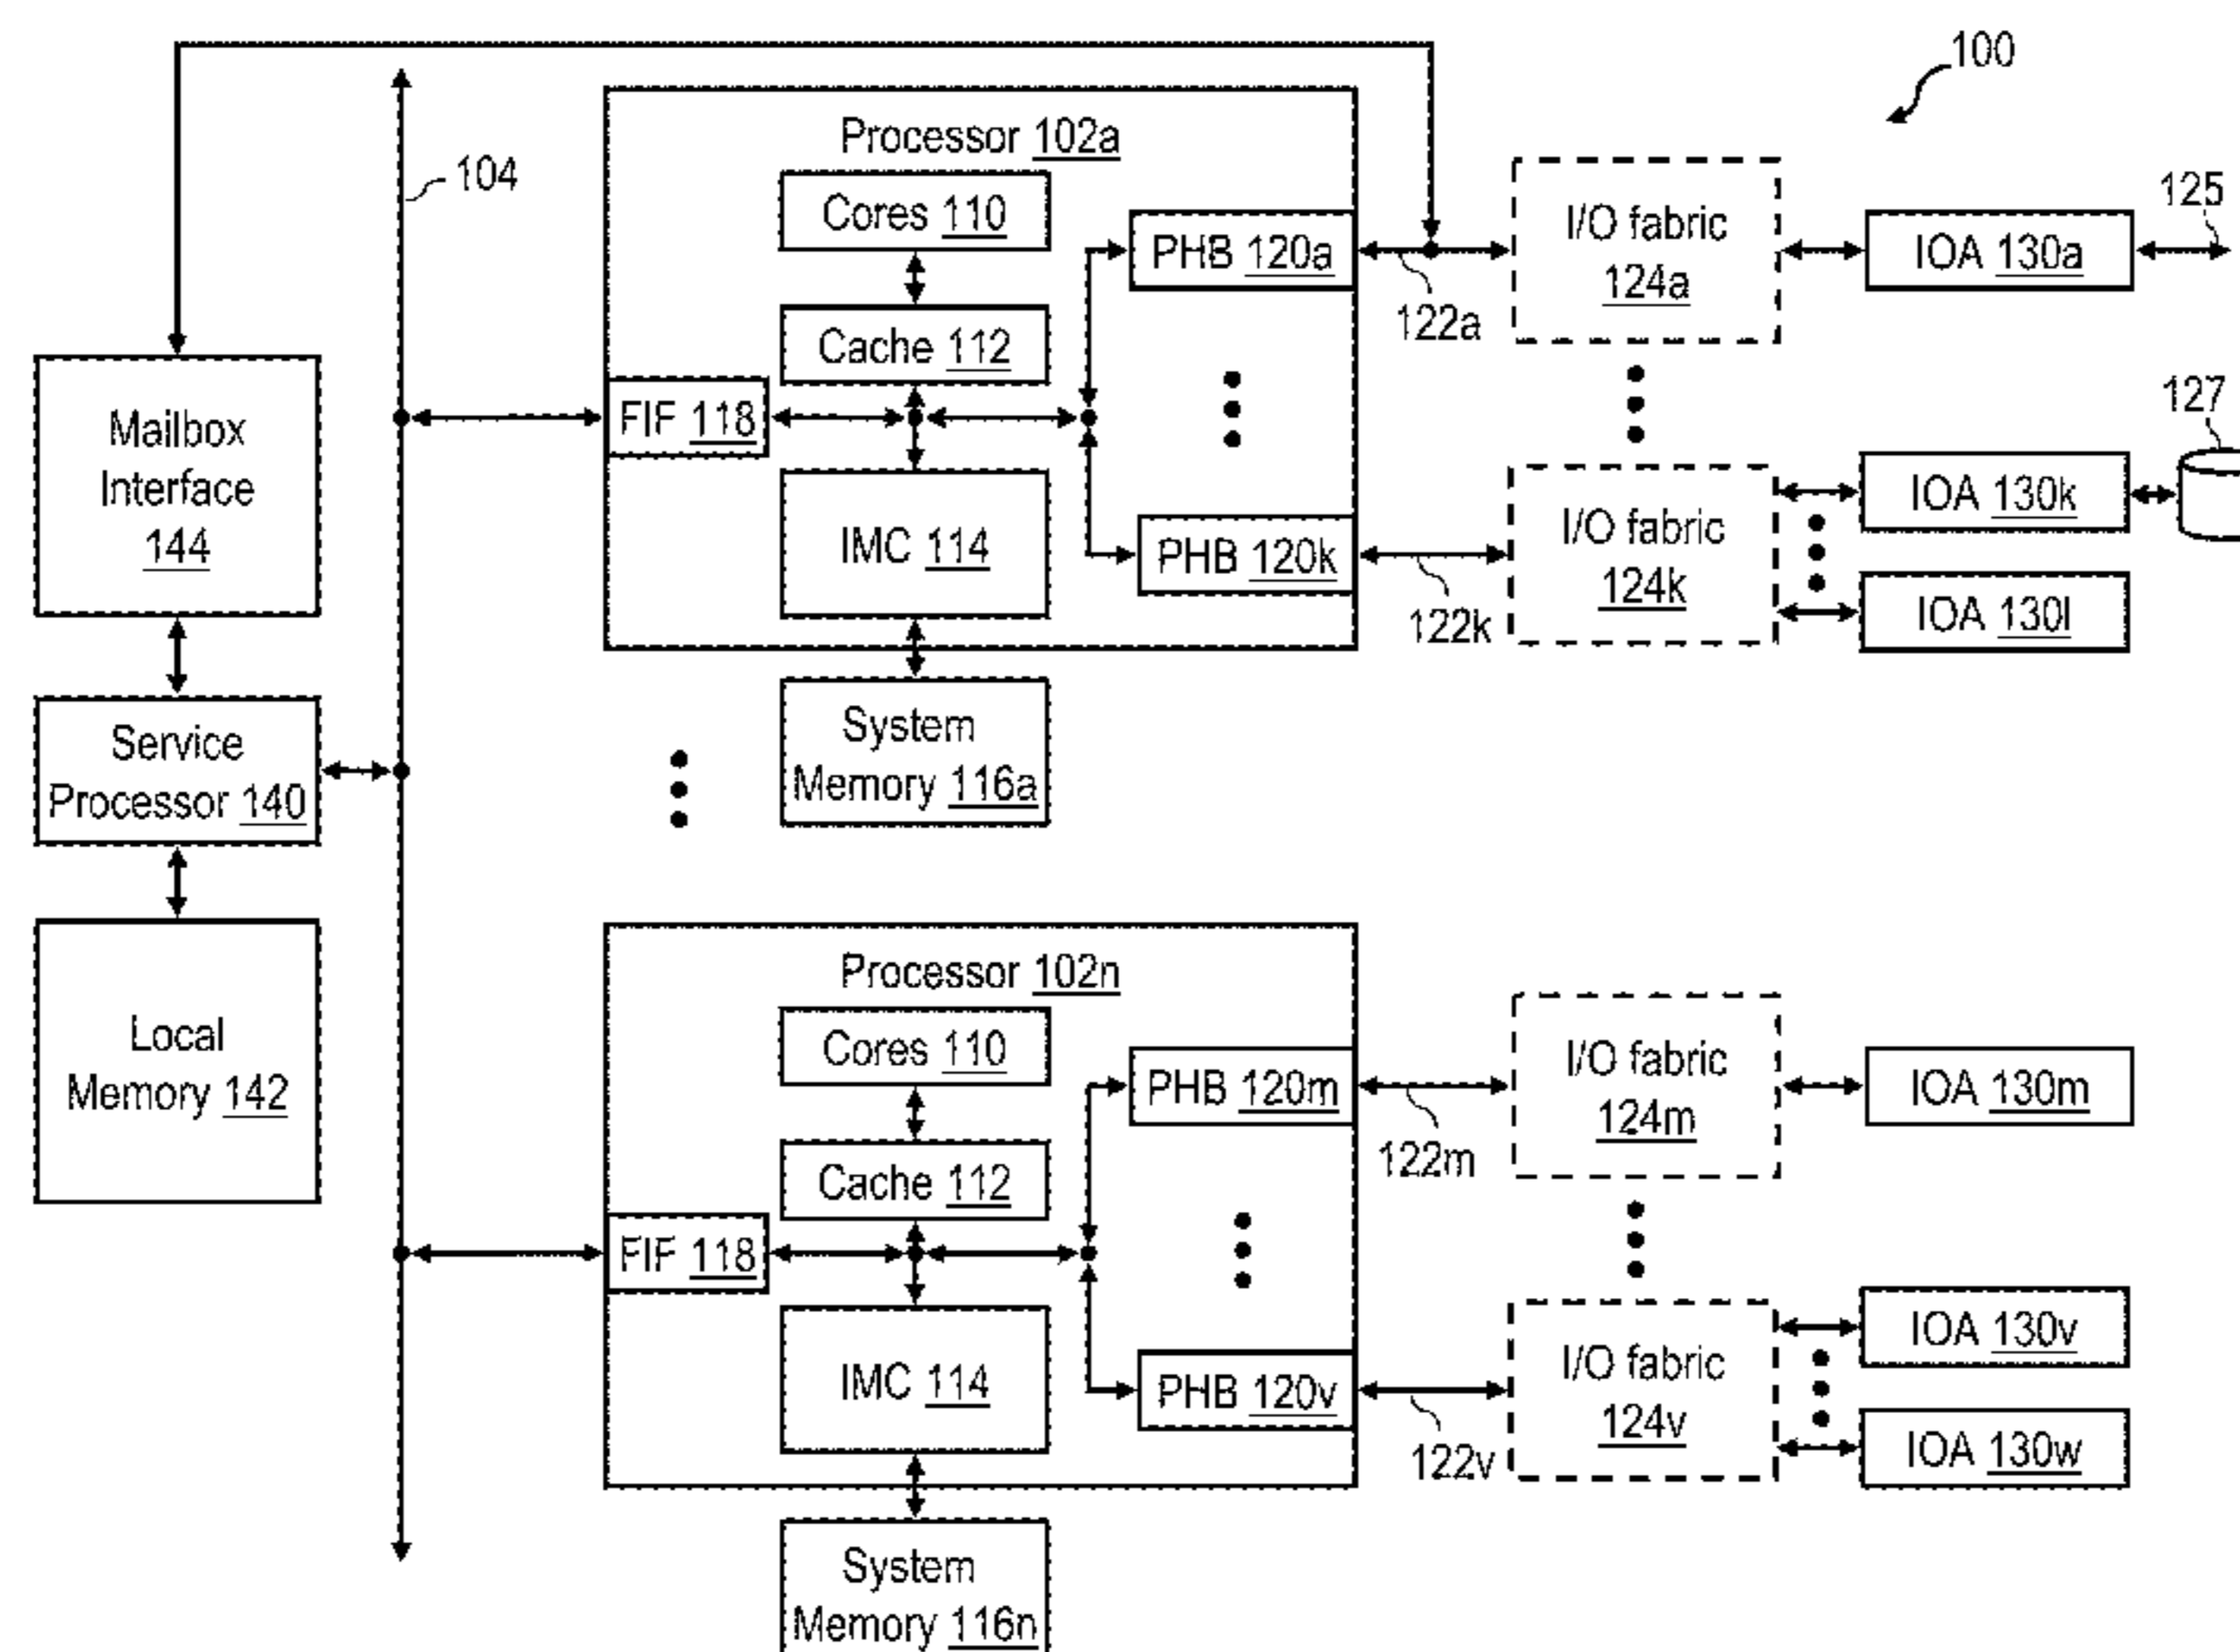 100
Processor 102a
104
Cores 110
Cache 112
FIF 118
IMC 114
PHB 120a
PHB 120k
122a
122k
I/O fabric
124a
I/O fabric
124k
IOA 130a
125
IOA 130k
127
IOA 130l
System
Memory 116a
Mailbox
Interface
144
Service
Processor 140
Local
Memory 142
Processor 102n
Cores 110
Cache 112
FIF 118
IMC 114
PHB 120m
PHB 120v
122m
122v
I/O fabric
124m
I/O fabric
124v
IOA 130m
IOA 130v
IOA 130w
System
Memory 116n